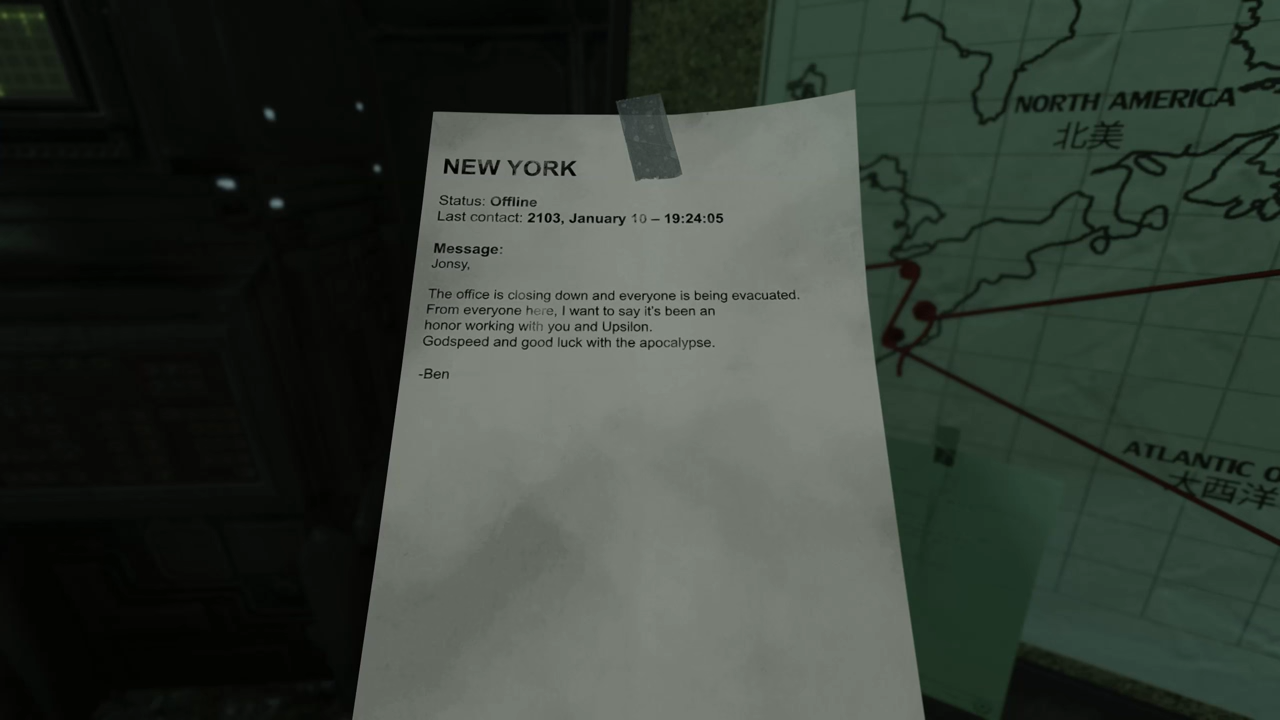 NEW YORK
Status: Offline
Last contact: 2103, January 10 – 19:24:05
Message:
Jonsy,
The office is closing down and everyone is being evacuated.
From everyone here, I want to say it's been an
honor working with you and Upsilon.
Godspeed and good luck with the apocalypse.
-Ben
NORTH AMERICA
北美
ATLANTIC O
大西洋